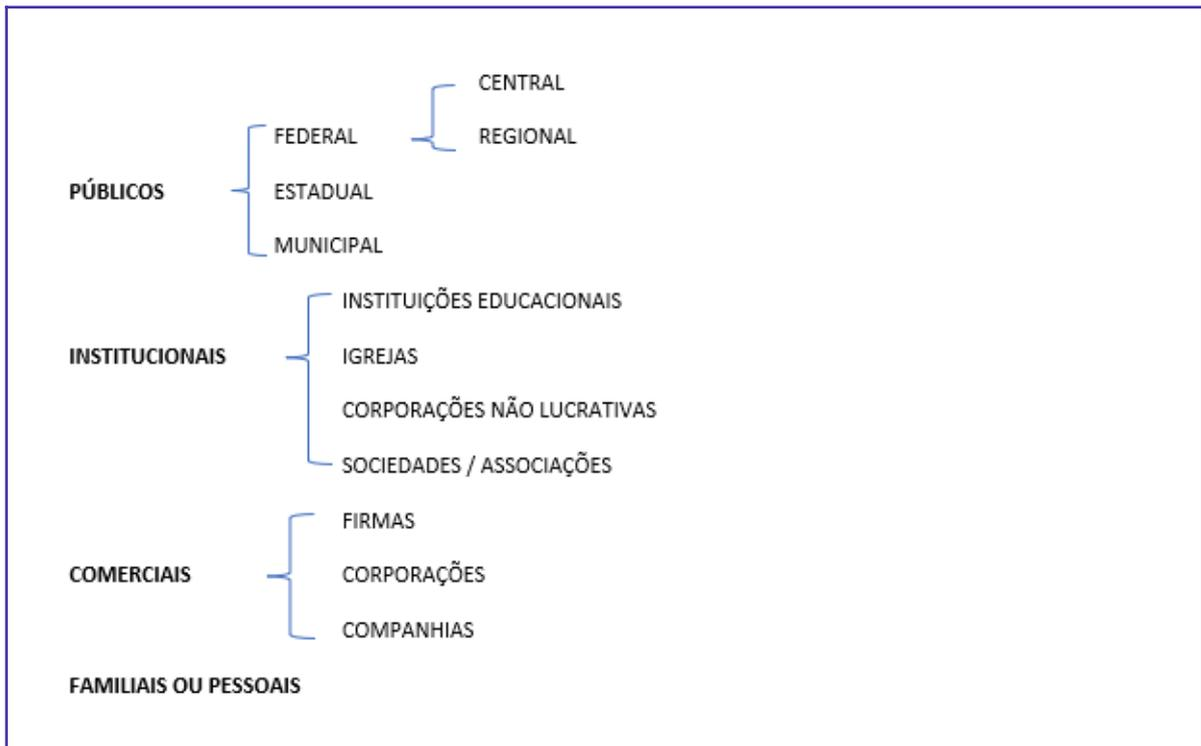 CENTRAL
FEDERAL REGIONAL
PÚBLICOS ESTADUAL
MUNICIPAL
INSTITUIÇÕES EDUCACIONAIS
INSTITUCIONAIS IGREJAS
CORPORAÇÕES NÃO LUCRATIVAS
SOCIEDADES / ASSOCIAÇÕES
FIRMAS
COMERCIAIS CORPORAÇÕES
COMPANHIAS
FAMILIAIS OU PESSOAIS